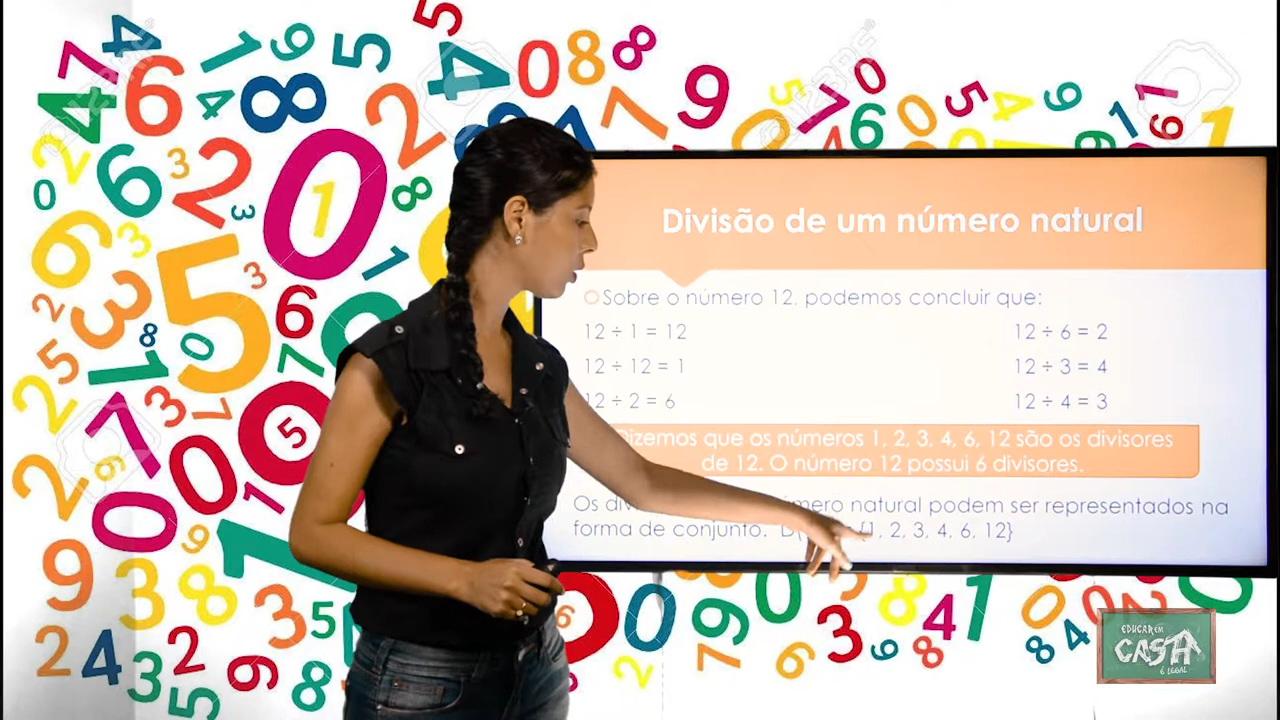 Divisão de um número natural
Sobre o número 12, podemos concluir que:
12 ÷ 1 = 12
12 ÷ 12 = 1
12 ÷ 2 = 6
12 ÷ 6 = 2
12 ÷ 3 = 4
12 ÷ 4 = 3
Dizemos que os números 1, 2, 3, 4, 6, 12 são os divisores
de 12. O número 12 possui 6 divisores.
Os número natural podem ser representados na
forma de conjunto. 1, 2, 3, 4, 6, 12}
EDUCAR EM
CASA
É LEGAL